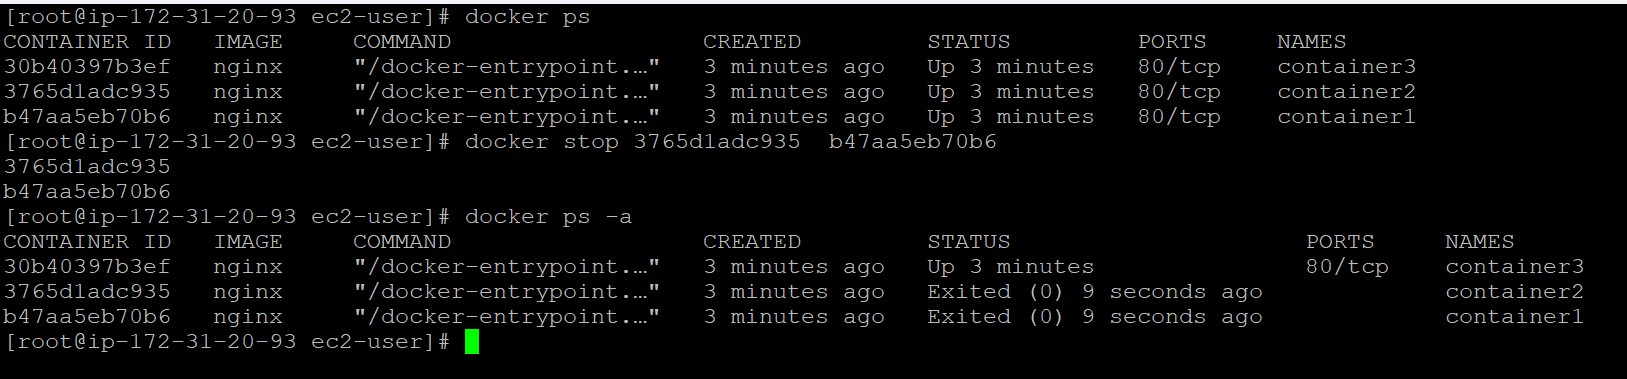 [root@ip-172-31-20-93 ec2-user]# docker ps
CONTAINER ID   IMAGE     COMMAND                  CREATED         STATUS         PORTS     NAMES
30b40397b3ef   nginx     "/docker-entrypoint.…"   3 minutes ago   Up 3 minutes   80/tcp    container3
3765d1adc935   nginx     "/docker-entrypoint.…"   3 minutes ago   Up 3 minutes   80/tcp    container2
b47aa5eb70b6   nginx     "/docker-entrypoint.…"   3 minutes ago   Up 3 minutes   80/tcp    container1
[root@ip-172-31-20-93 ec2-user]# docker stop 3765d1adc935  b47aa5eb70b6
3765d1adc935
b47aa5eb70b6
[root@ip-172-31-20-93 ec2-user]# docker ps -a
CONTAINER ID   IMAGE     COMMAND                  CREATED         STATUS                     PORTS     NAMES
30b40397b3ef   nginx     "/docker-entrypoint.…"   3 minutes ago   Up 3 minutes               80/tcp    container3
3765d1adc935   nginx     "/docker-entrypoint.…"   3 minutes ago   Exited (0) 9 seconds ago             container2
b47aa5eb70b6   nginx     "/docker-entrypoint.…"   3 minutes ago   Exited (0) 9 seconds ago             container1
[root@ip-172-31-20-93 ec2-user]#